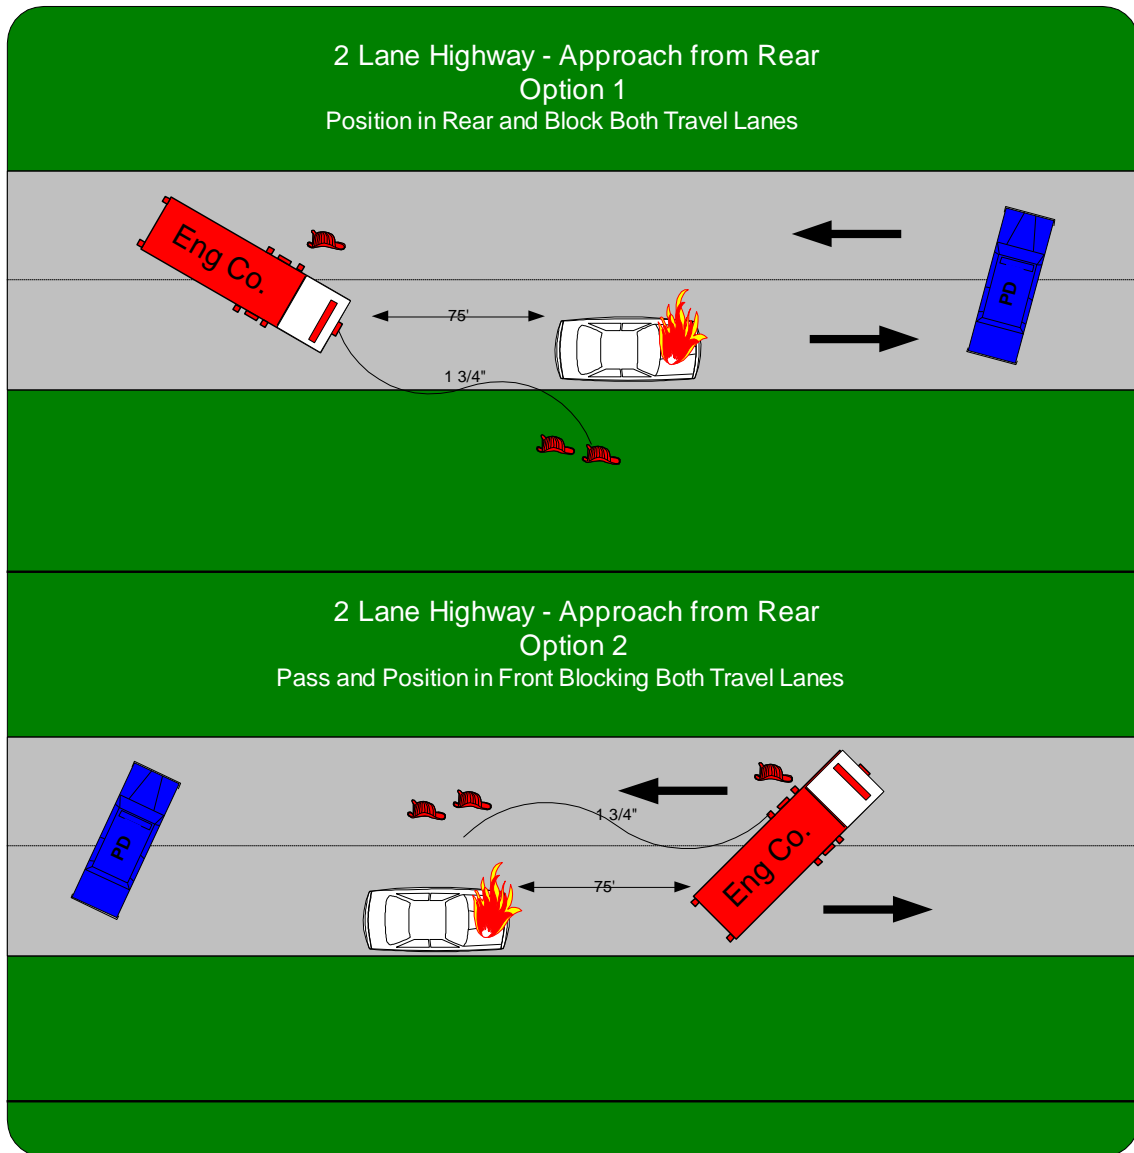 2 Lane Highway - Approach from Rear
Option 1
Position in Rear and Block Both Travel Lanes
Eng Co.
PD
75'
1 3/4"
2 Lane Highway - Approach from Rear
Option 2
Pass and Position in Front Blocking Both Travel Lanes
PD
1 3/4"
Eng Co.
75'